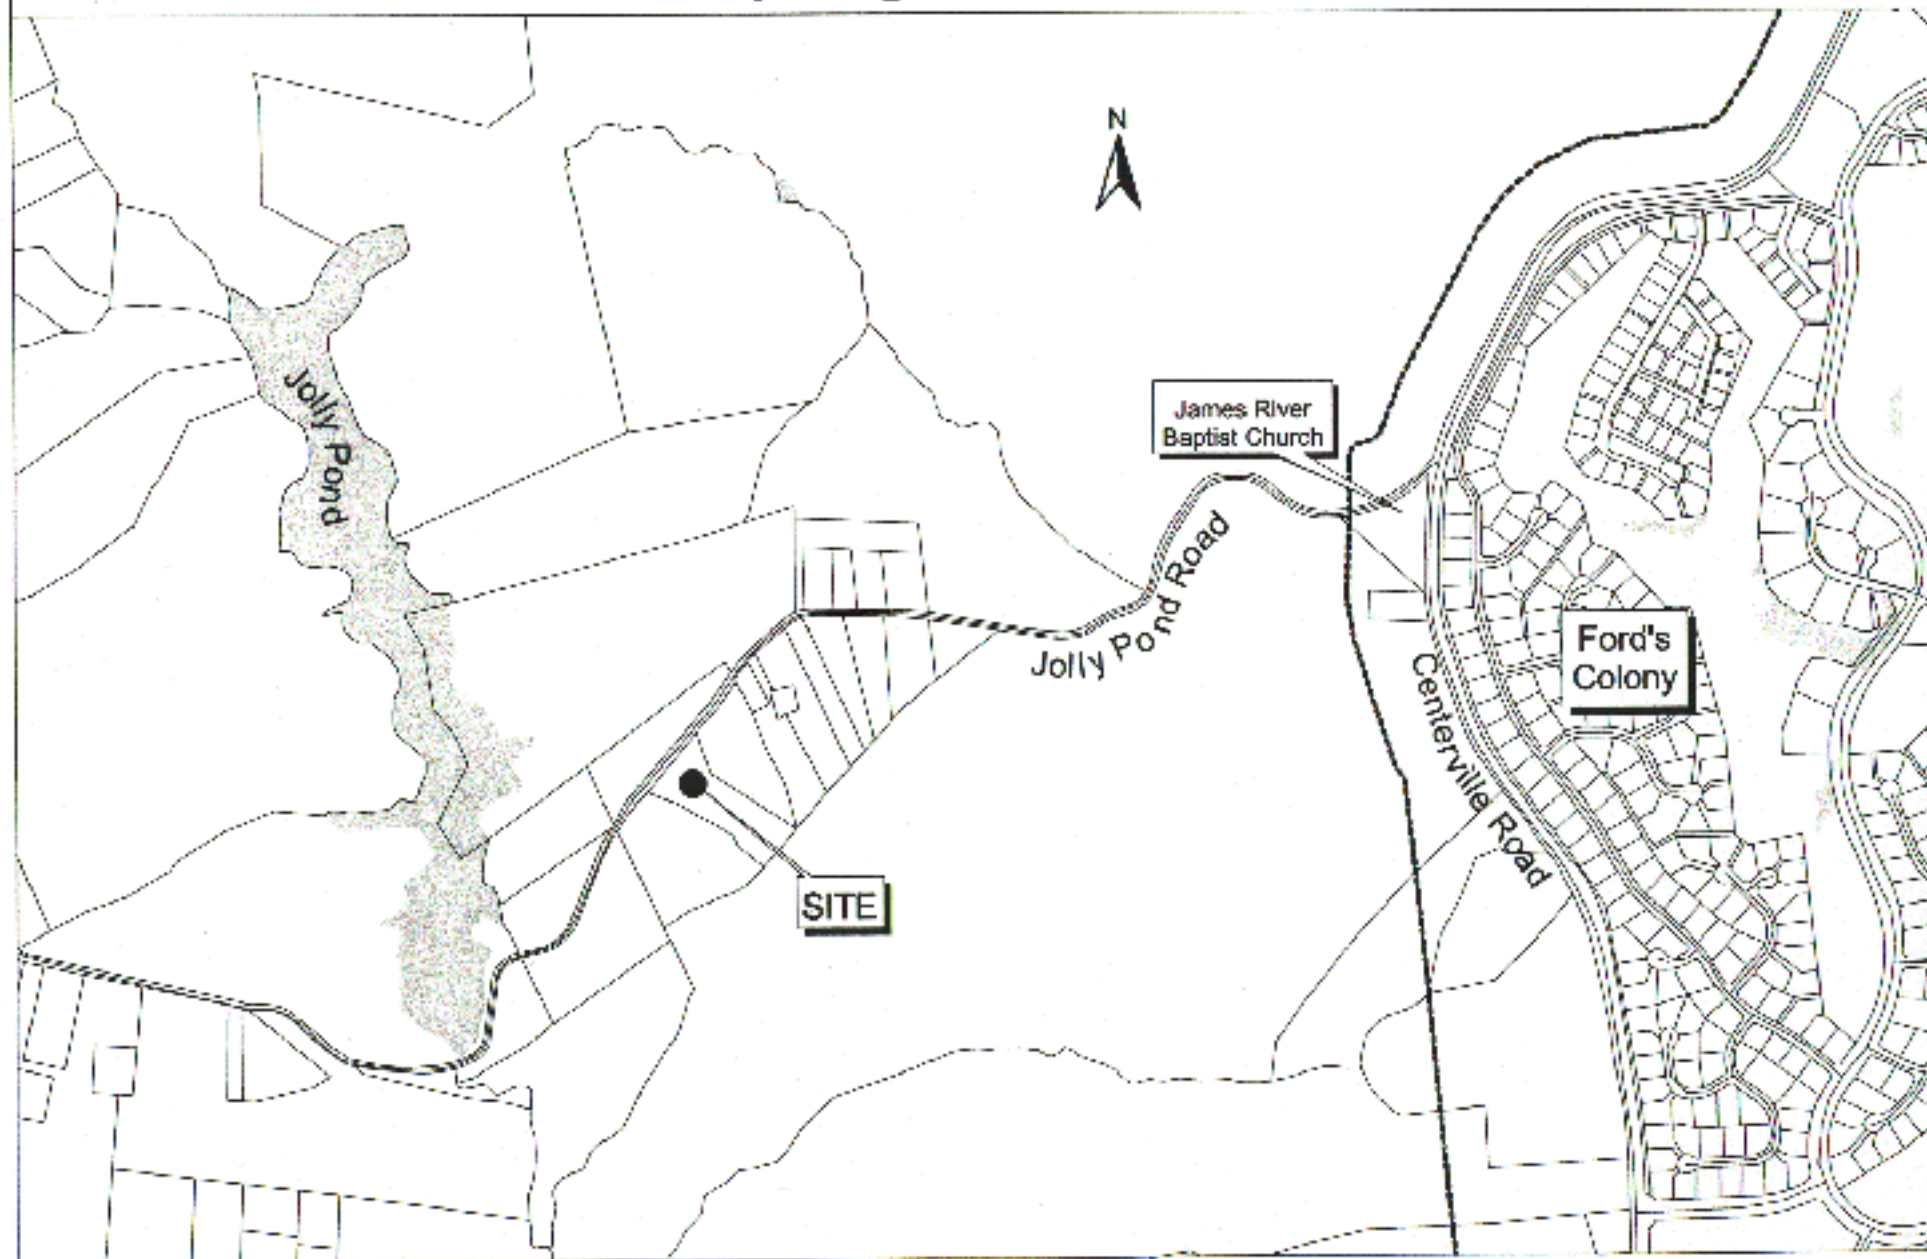 N
Jolly Pond
James River
Baptist Church
Jolly Pond Road
Ford's
Colony
Centerville Road
SITE